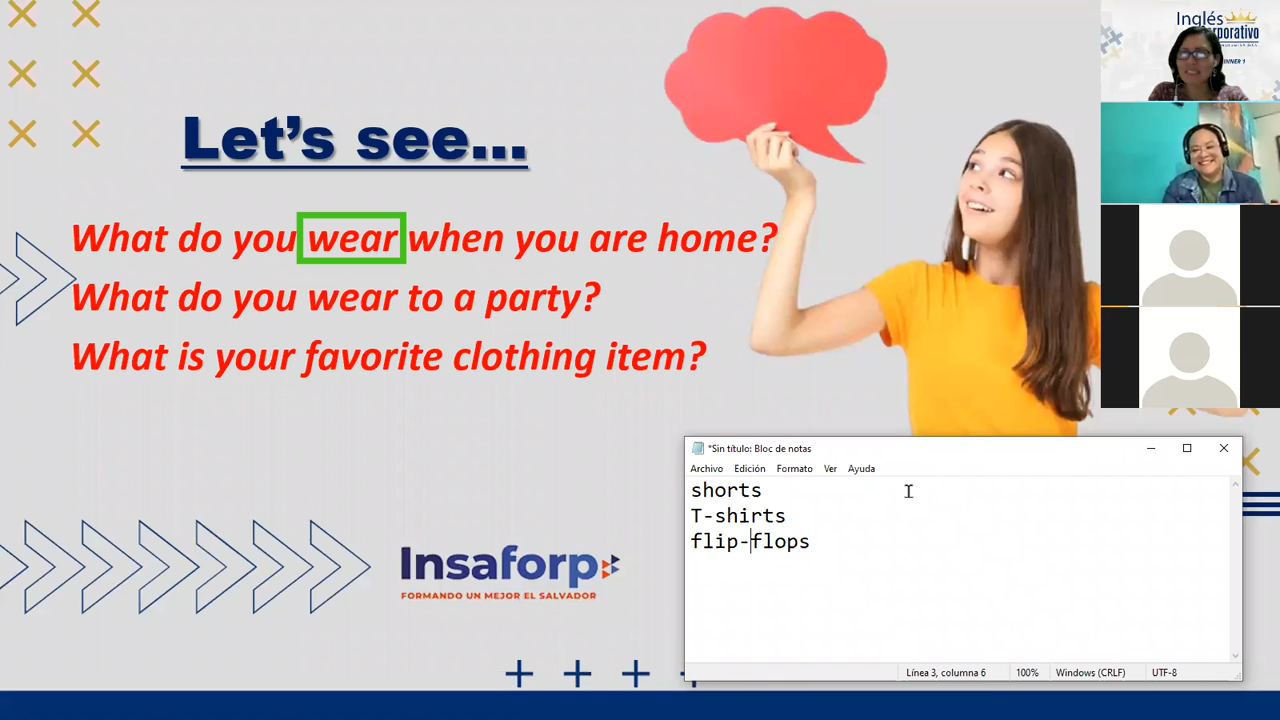 Let's see...
What do you wear when you are home?
What do you wear to a party?
What is your favorite clothing item?
Insaforp
FORMANDO UN MEJOR EL SALVADOR
Inglés
INNER 1
*Sin título: Bloc de notas
Archivo Edición Formato Ver Ayuda
shorts
T-shirts
flip-flops
Línea 3, columna 6 100% Windows (CRLF) UTF-8